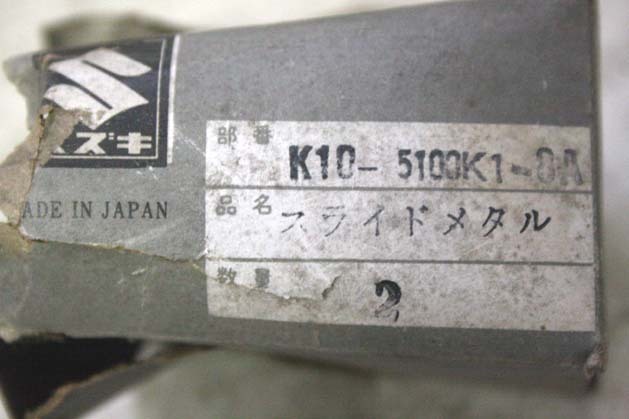 スズキ
ADE IN JAPAN
部番 K10-5100K1-0A
品名 スライドメタル
数量 2